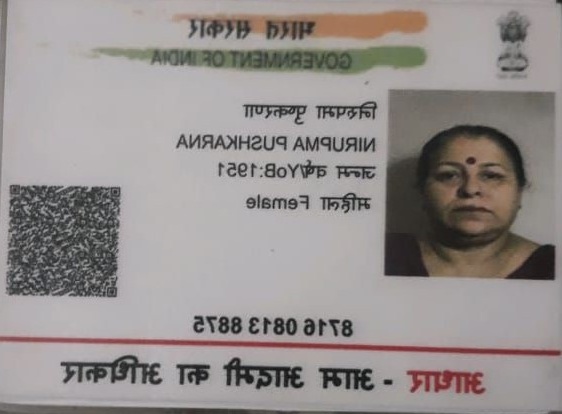 भारत सरकार
GOVERNMENT OF INDIA
निरुपमा पुष्करणा
NIRUPMA PUSHKARNA
जन्म वर्ष/YoB:1951
महिला Female
8716 0813 8875
आधार - आम आदमी का अधिकार